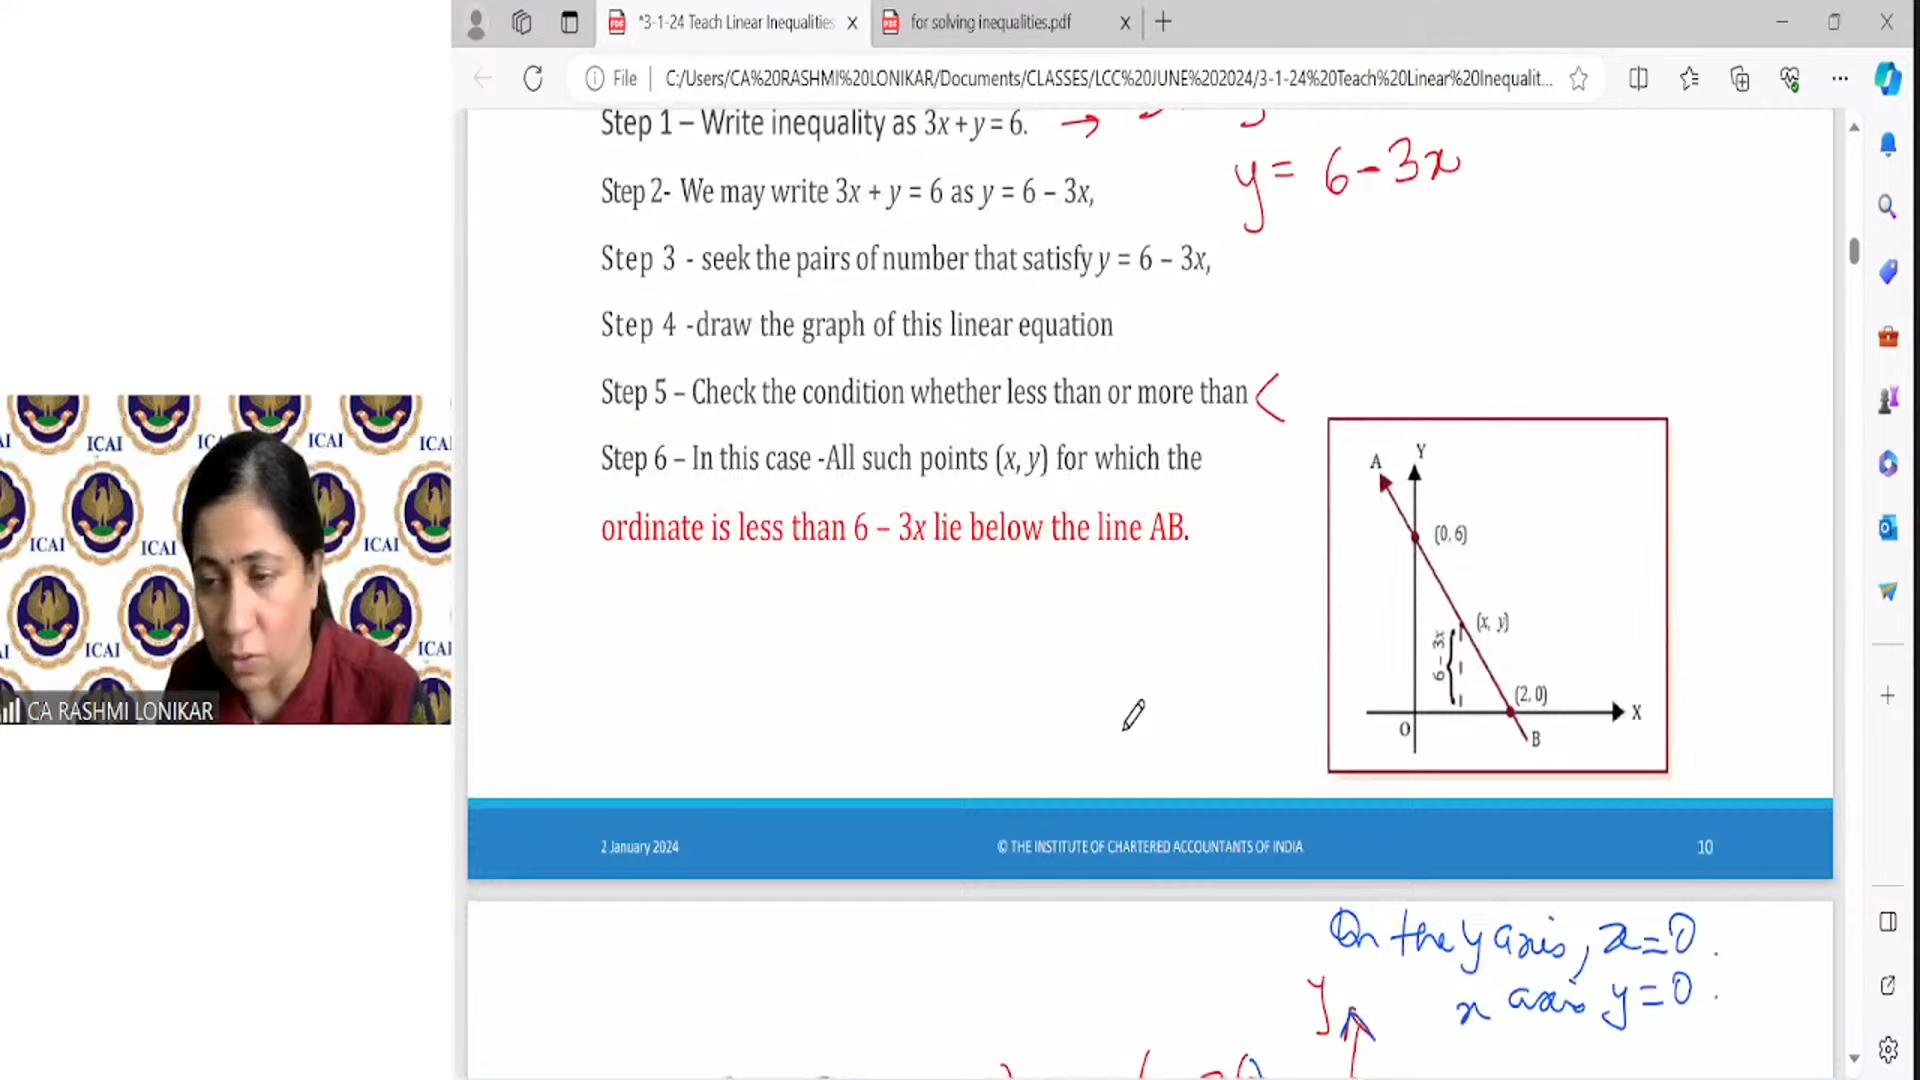 *3-1-24 Teach Linear Inequalities
for solving inequalities.pdf
File
C:/Users/CA%20RASHMI%20LONIKAR/Documents/CLASSES/LCC%20JUNE%202024/3-1-24%20Teach%20Linear%20Inequalit...
Step 1 – Write inequality as 3x + y = 6. →
y = 6 - 3x
Step 2- We may write 3x + y = 6 as y = 6 – 3x,
Step 3 - seek the pairs of number that satisfy y = 6 – 3x,
Step 4 -draw the graph of this linear equation
Step 5 – Check the condition whether less than or more than <
Step 6 – In this case -All such points (x, y) for which the
ordinate is less than 6 – 3x lie below the line AB.
A
Y
(0, 6)
(x, y)
6 – 3x
(2, 0)
X
O
B
2 January 2024
© THE INSTITUTE OF CHARTERED ACCOUNTANTS OF INDIA
10
On the y axis, x = 0.
x axis y = 0.
y
ICAI
ICAI
ICAI
ICAI
ICAI
ICAI
ICAI
CA RASHMI LONIKAR